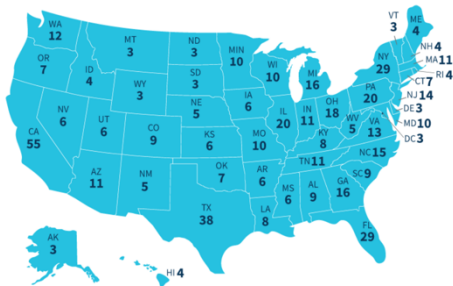 WA
12
OR
7
CA
55
NV
6
ID
4
MT
3
WY
3
UT
6
AZ
11
CO
9
NM
5
ND
3
SD
3
NE
5
KS
6
OK
7
TX
38
MIN
10
IA
6
MO
10
AR
6
LA
8
WI
10
IL
20
MI
16
IN
11
OH
18
KY
8
TN 11
MS
6
AL
9
GA
16
FL
29
SC 9
NC 15
VA
13
WV
5
PA
20
NY
29
VT
3
ME
4
NH 4
MA 11
RI 4
CT 7
NJ 14
DE 3
MD 10
DC 3
AK
3
HI 4